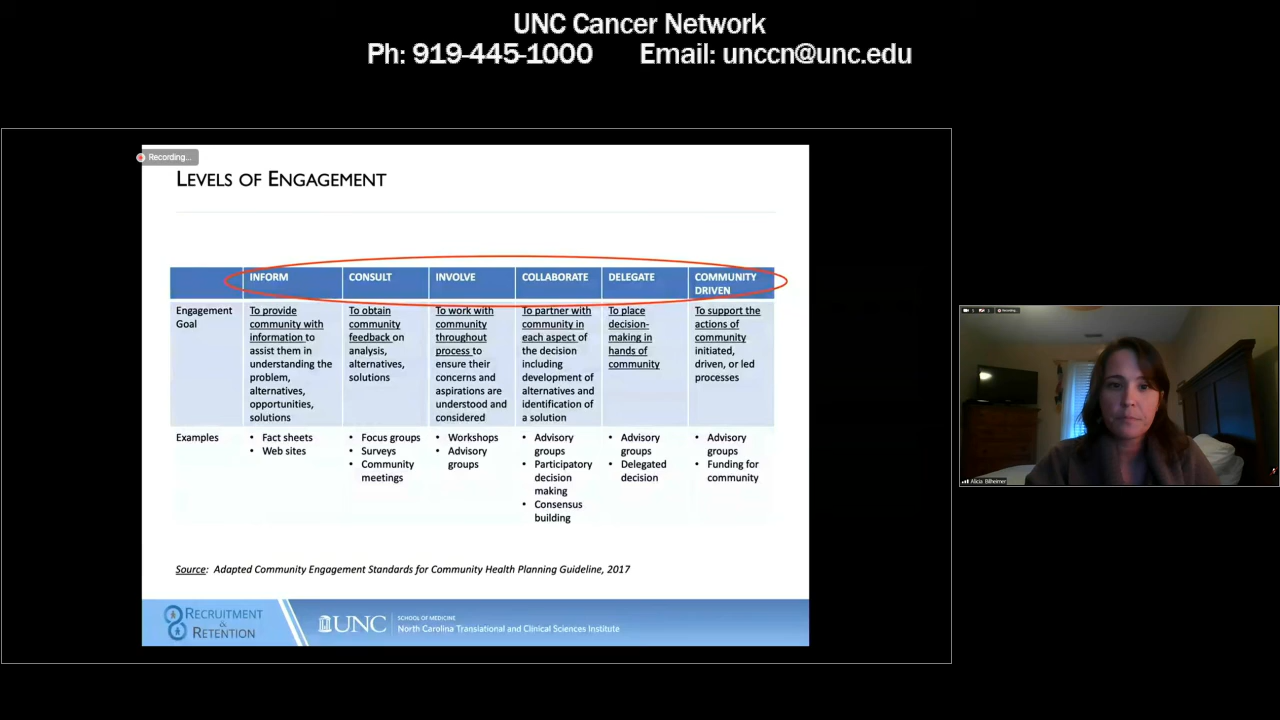 UNC Cancer Network
Ph: 919-445-1000 Email: unccn@unc.edu
Recording...
LEVELS OF ENGAGEMENT
INFORM
CONSULT
INVOLVE
COLLABORATE
DELEGATE
COMMUNITY
DRIVEN
Engagement
Goal
To provide
community with
information to
assist them in
understanding the
problem,
alternatives,
opportunities,
solutions
To obtain
community
feedback on
analysis,
alternatives,
solutions
To work with
community
throughout
process to
ensure their
concerns and
aspirations are
understood and
considered
To partner with
community in
each aspect of
the decision
including
development of
alternatives and
identification of
a solution
To place
decision-
making in
hands of
community
To support the
actions of
community
initiated,
driven, or led
processes
Examples
• Fact sheets
• Web sites
• Focus groups
• Surveys
• Community
meetings
• Workshops
• Advisory
groups
• Advisory
groups
• Participatory
decision
making
• Consensus
building
• Advisory
groups
• Delegated
decision
• Advisory
groups
• Funding for
community
Source: Adapted Community Engagement Standards for Community Health Planning Guideline, 2017
RECRUITMENT
&
RETENTION
UNC
SCHOOL OF MEDICINE
North Carolina Translational and Clinical Sciences Institute
Recording...
Alicia Bilheimer